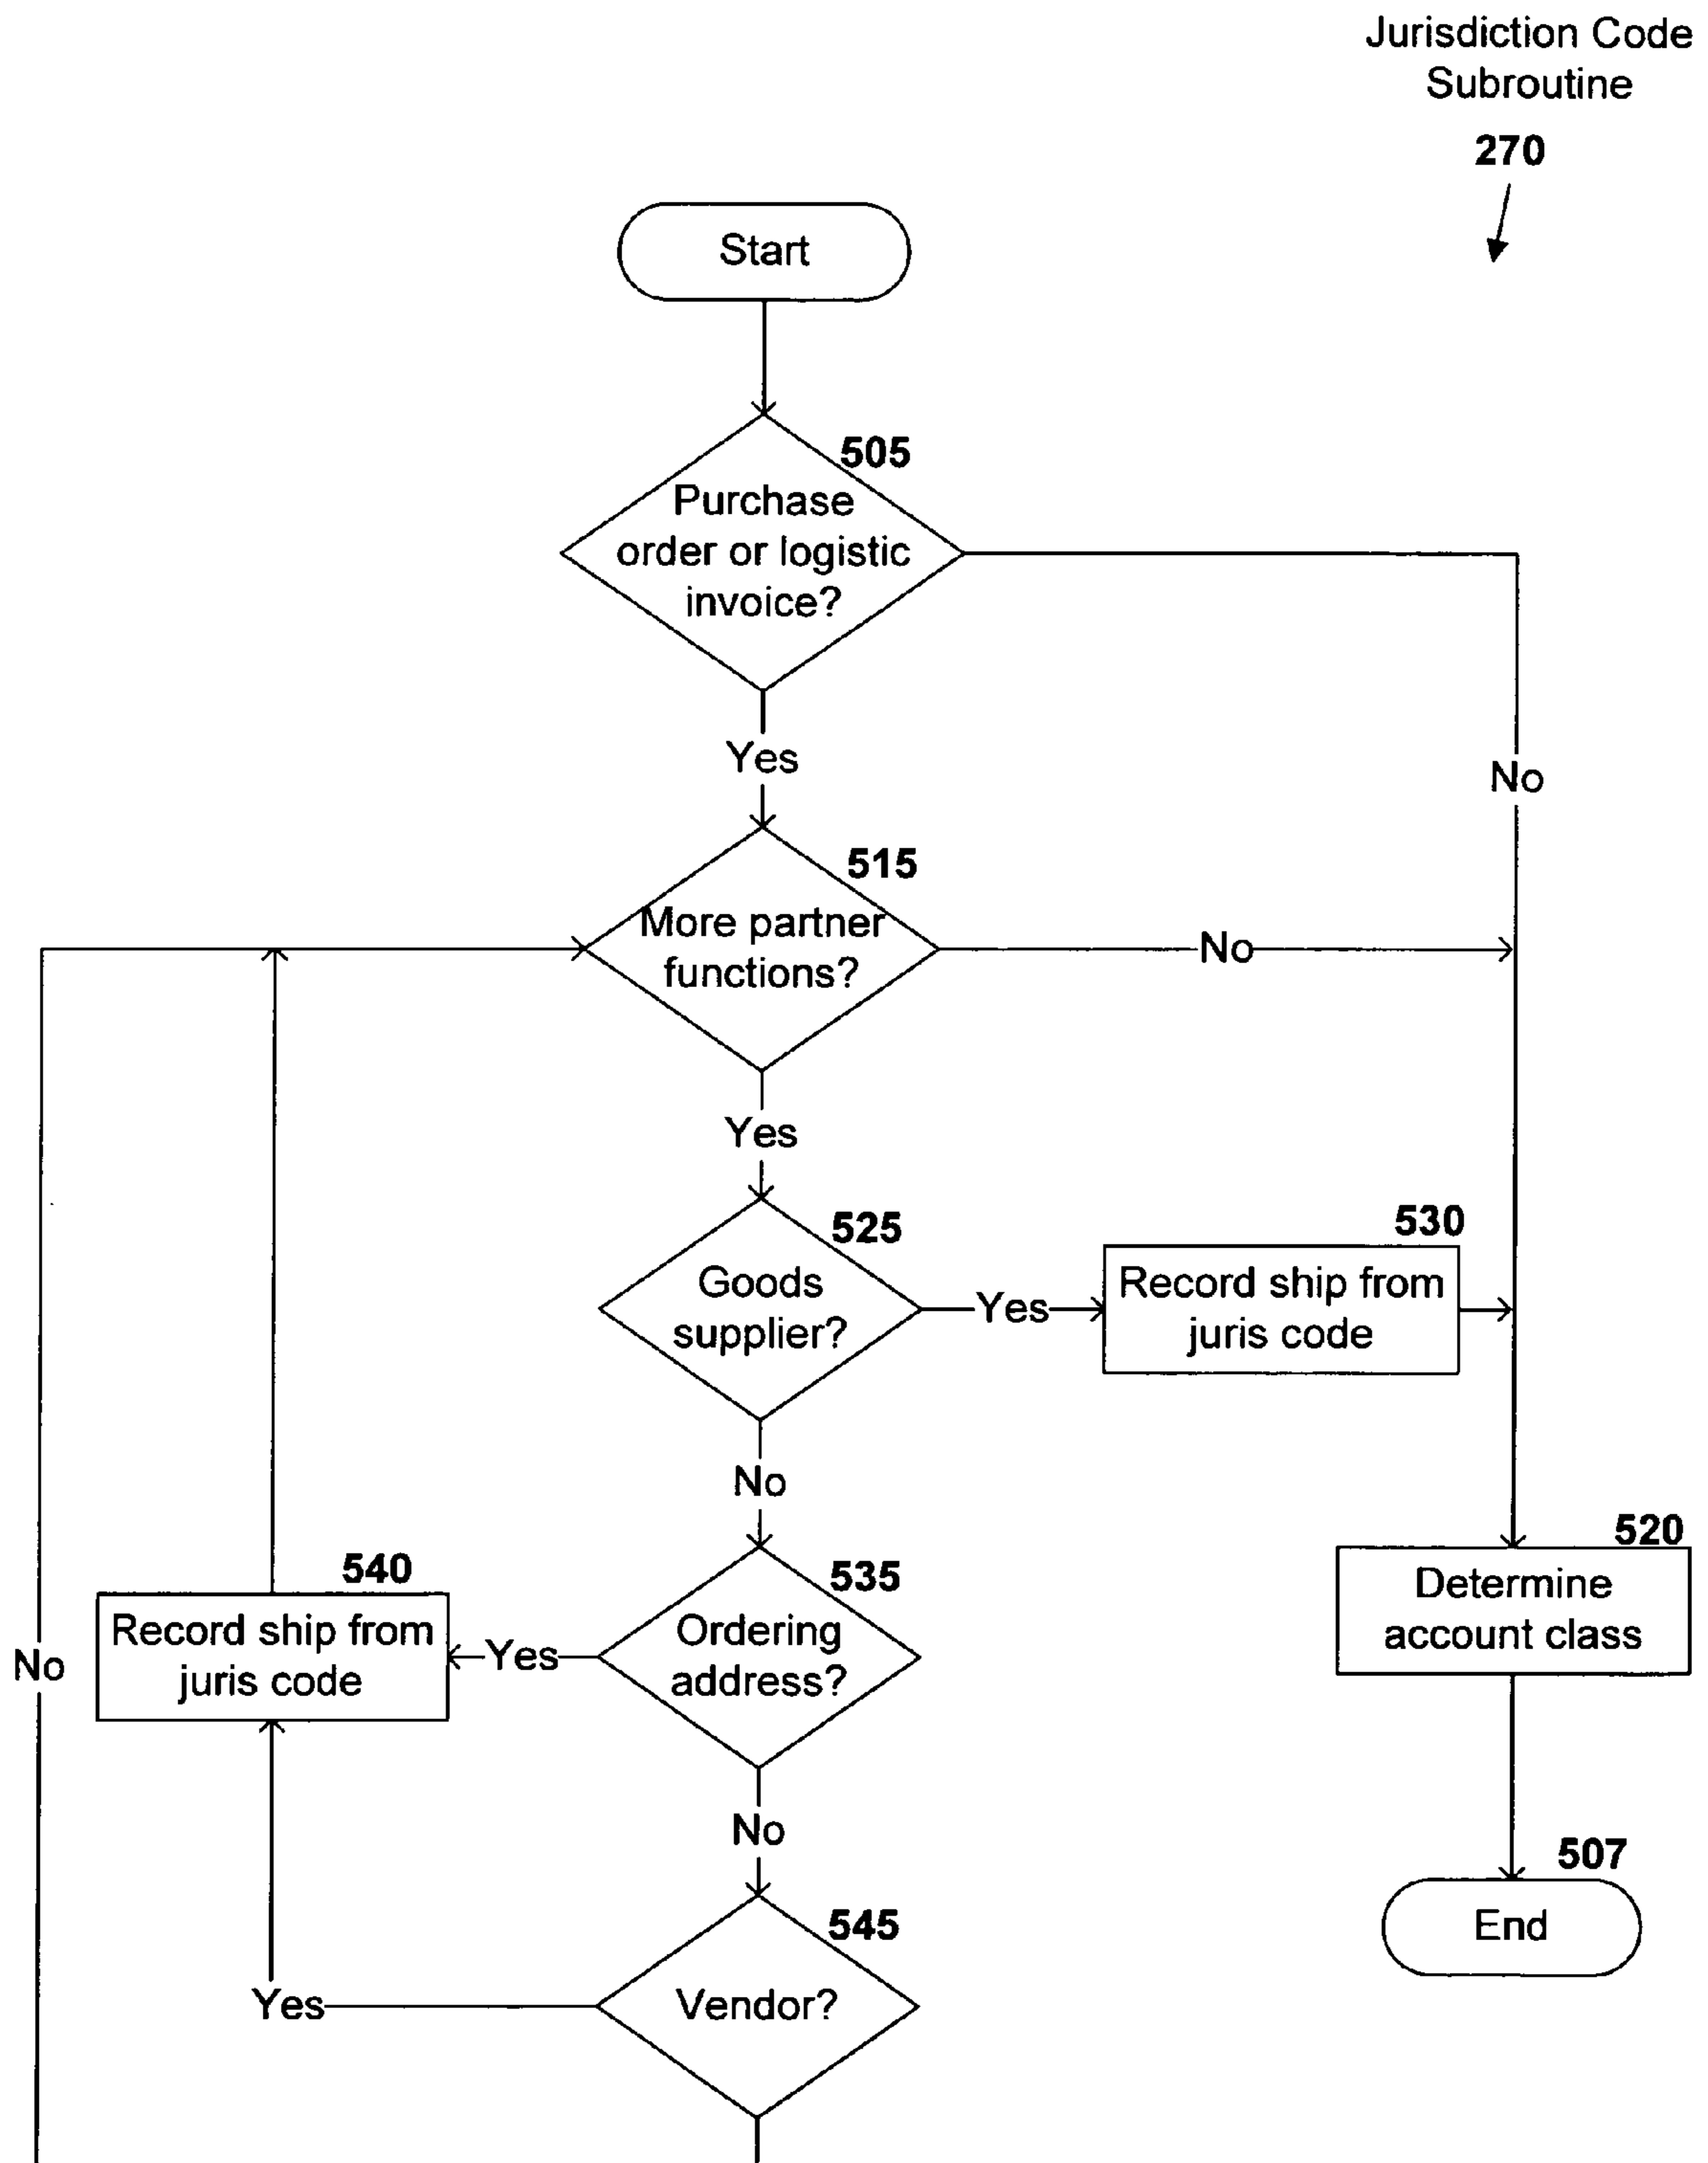 Jurisdiction Code
Subroutine
270
Start
505
Purchase
order or logistic
invoice?
Yes
No
515
More partner
functions?
No
Yes
525
Goods
supplier?
Yes
530
Record ship from
juris code
No
520
Determine
account class
535
Ordering
address?
Yes
540
Record ship from
juris code
No
No
507
End
545
Vendor?
Yes